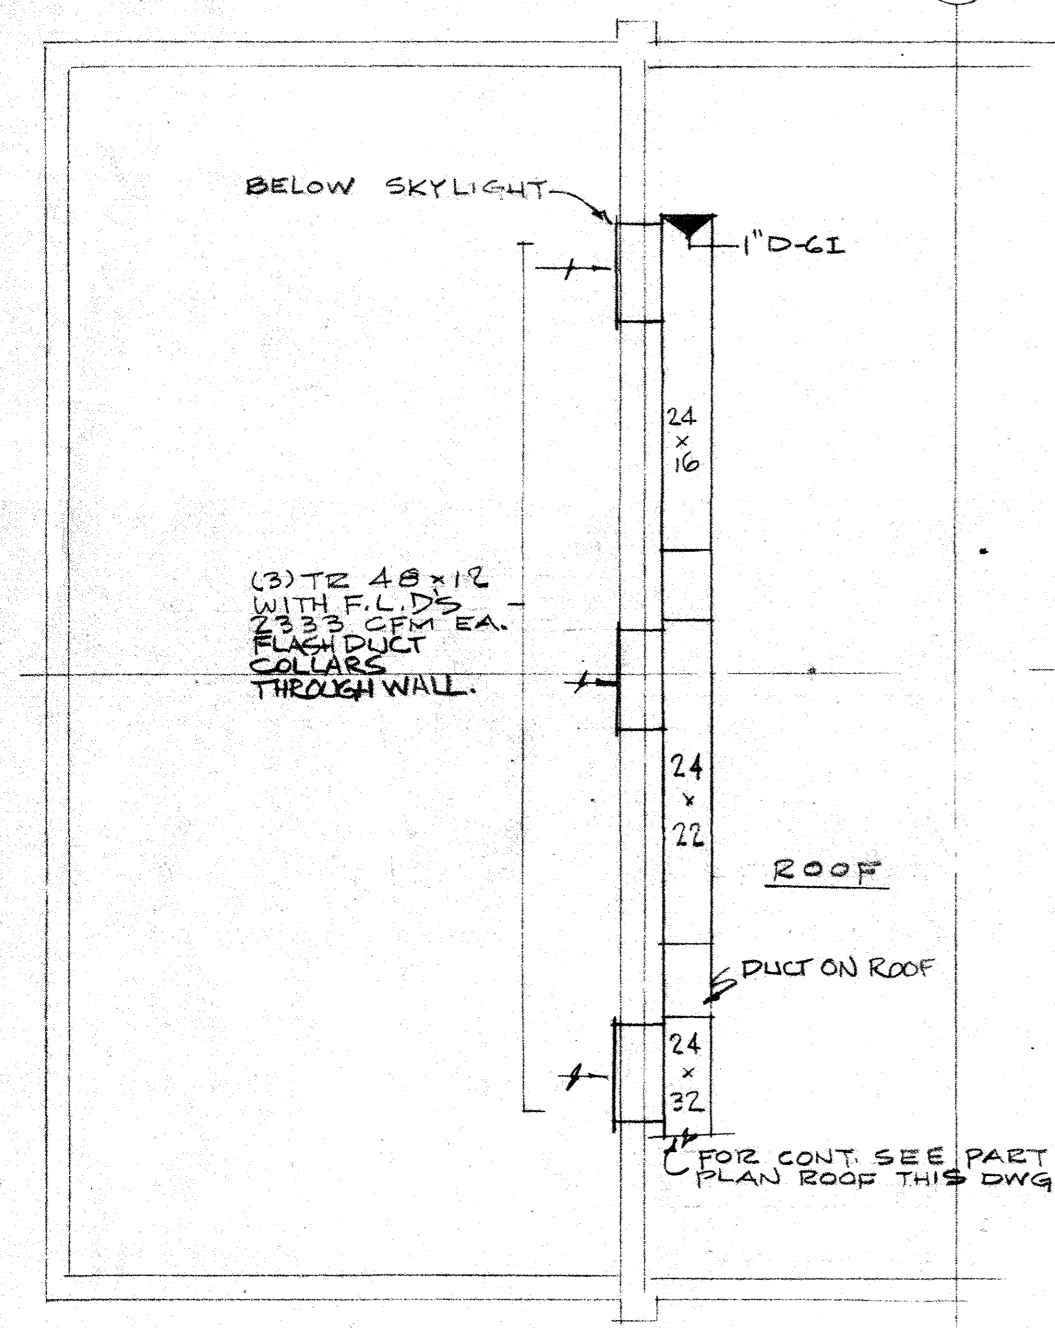 BELOW SKYLIGHT
1"D-6I
24
x
16
(3) TR 48x12
WITH F.L.D'S
2333 CFM EA.
FLASH DUCT
COLLARS
THROUGH WALL.
24
x
22
ROOF
DUCT ON ROOF
24
x
32
FOR CONT. SEE PART
PLAN ROOF THIS DWG